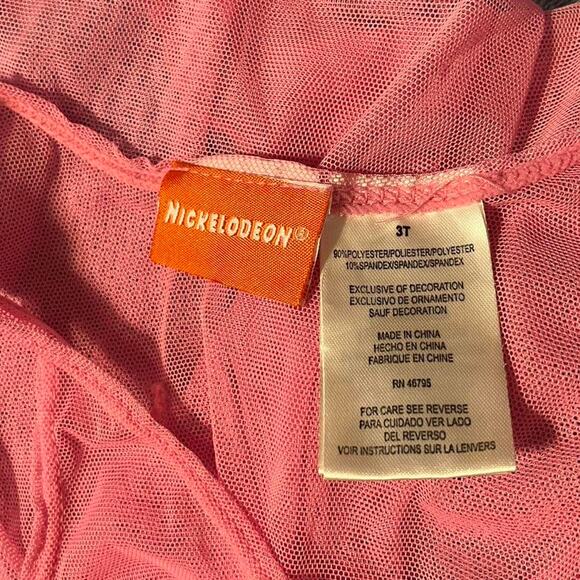 NICKELODEON®
3T
90%POLYESTER/POLIESTER/POLYESTER
10%SPANDEX/SPANDEX/SPANDEX
EXCLUSIVE OF DECORATION
EXCLUSIVO DE ORNAMENTO
SAUF DECORATION
MADE IN CHINA
HECHO EN CHINA
FABRIQUE EN CHINE
RN 46795
FOR CARE SEE REVERSE
PARA CUIDADO VER LADO
DEL REVERSO
VOIR INSTRUCTIONS SUR LA LENVERS